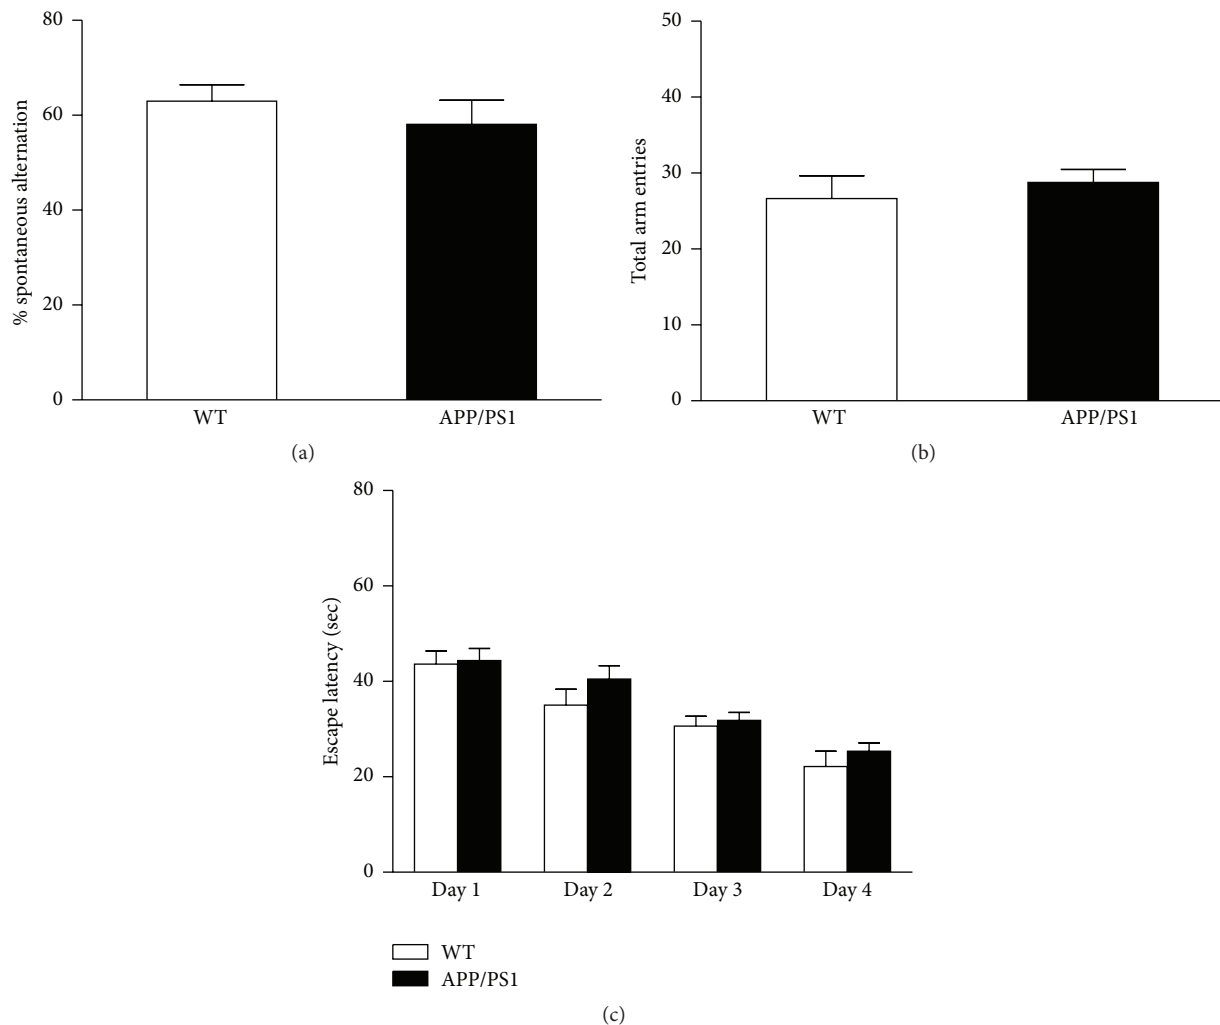 80
60
40
20
0
% spontaneous alternation
WT
APP/PS1
(a)
50
40
30
20
10
0
Total arm entries
WT
APP/PS1
(b)
80
60
40
20
0
Escape latency (sec)
Day 1
Day 2
Day 3
Day 4
WT
APP/PS1
(c)